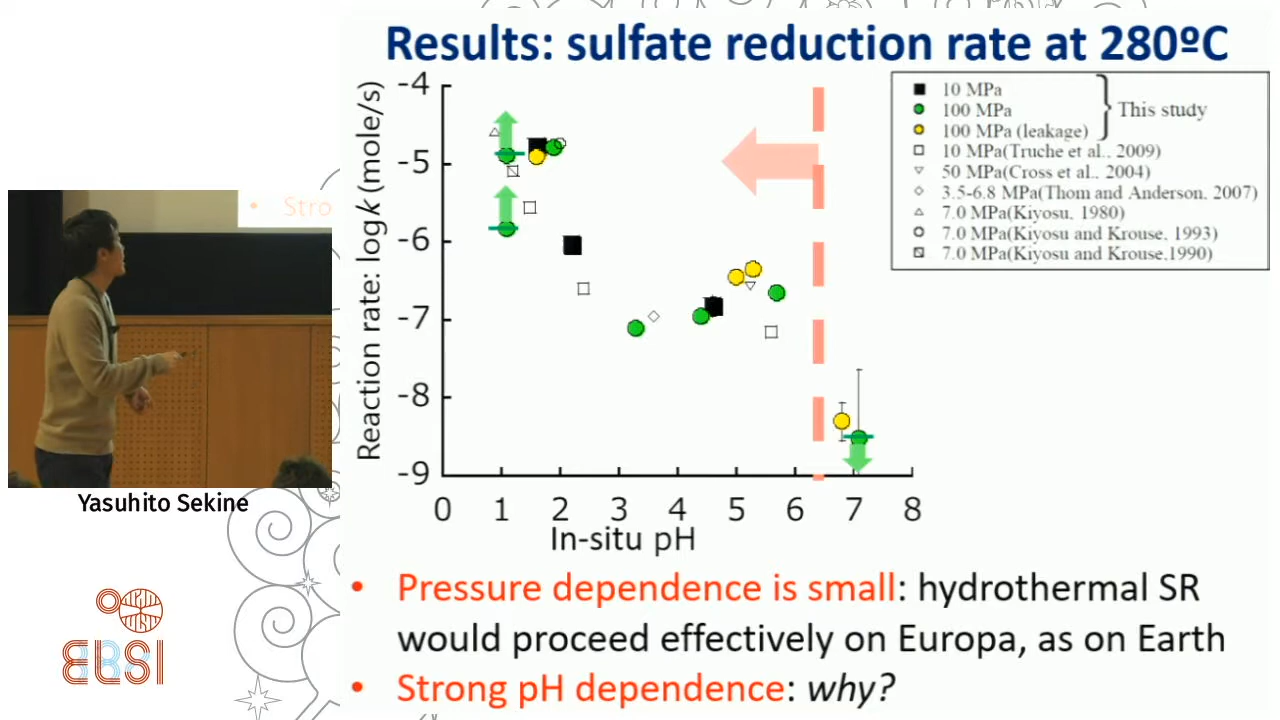 Results: sulfate reduction rate at 280ºC
Reaction rate: log k (mole/s)
-4
-5
-6
-7
-8
-9
0 1 2 3 4 5 6 7 8
In-situ pH
10 MPa
100 MPa
100 MPa (leakage)
This study
10 MPa(Truche et al., 2009)
50 MPa(Cross et al., 2004)
3.5-6.8 MPa(Thom and Anderson, 2007)
7.0 MPa(Kiyosu, 1980)
7.0 MPa(Kiyosu and Krouse, 1993)
7.0 MPa(Kiyosu and Krouse,1990)
• Stro
Yasuhito Sekine
ELSI
• Pressure dependence is small: hydrothermal SR
would proceed effectively on Europa, as on Earth
• Strong pH dependence: why?